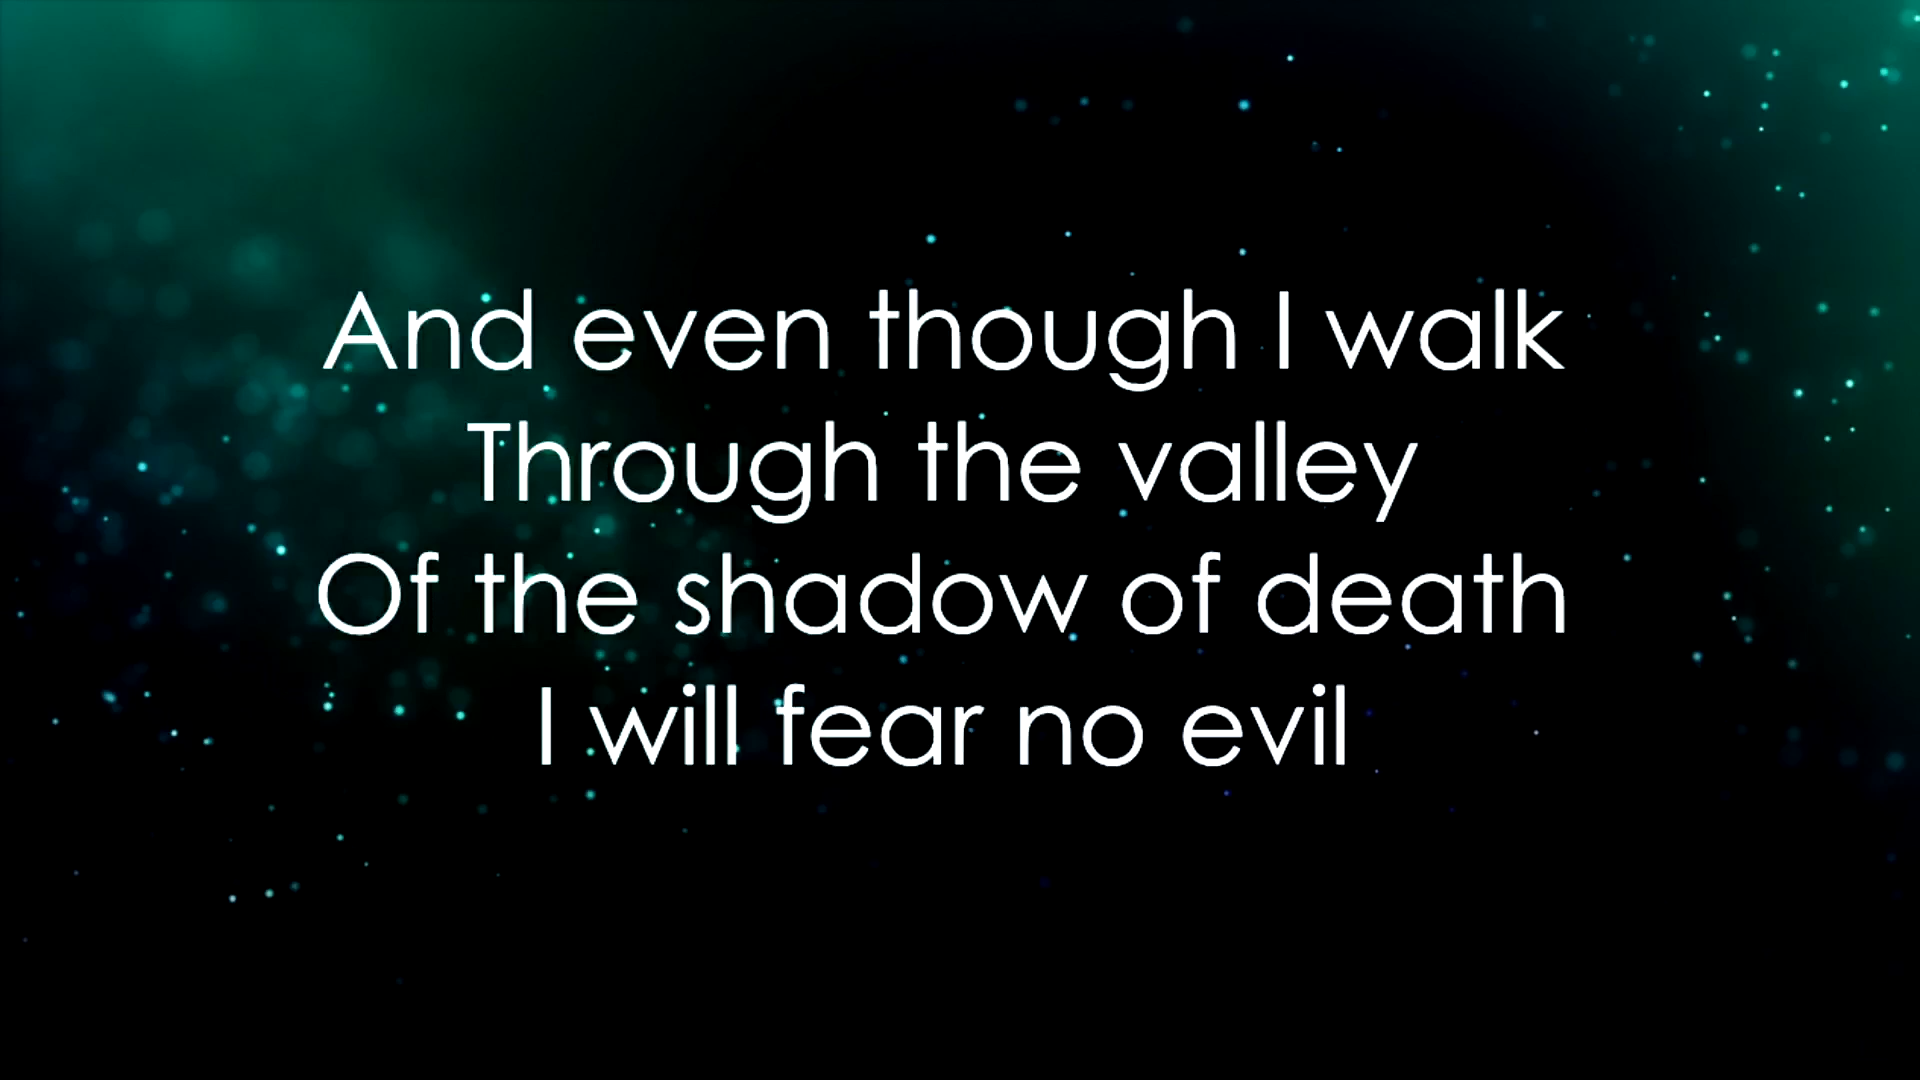 And even though I walk
Through the valley
Of the shadow of death
I will fear no evil